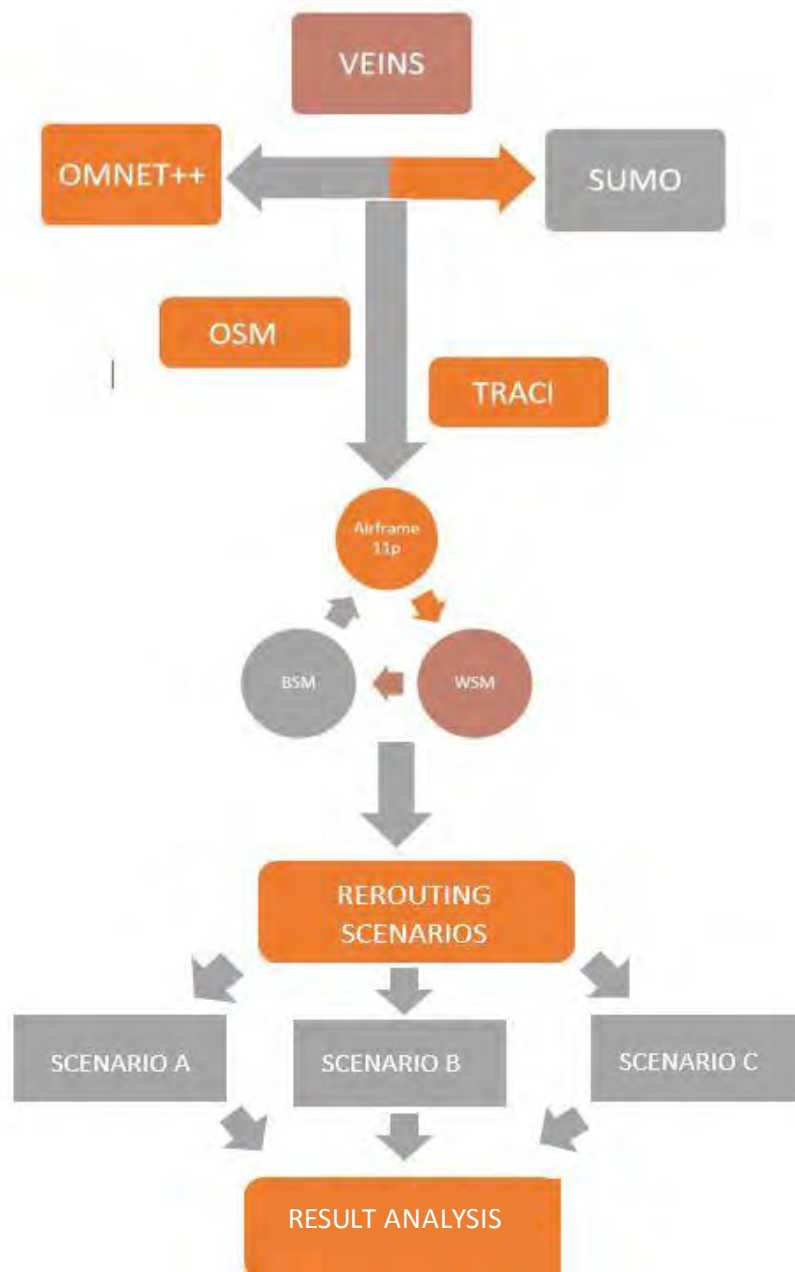 VEINS
OMNET++
SUMO
OSM
TRACI
Airframe
11p
BSM
WSM
REROUTING
SCENARIOS
SCENARIO A
SCENARIO B
SCENARIO C
RESULT ANALYSIS